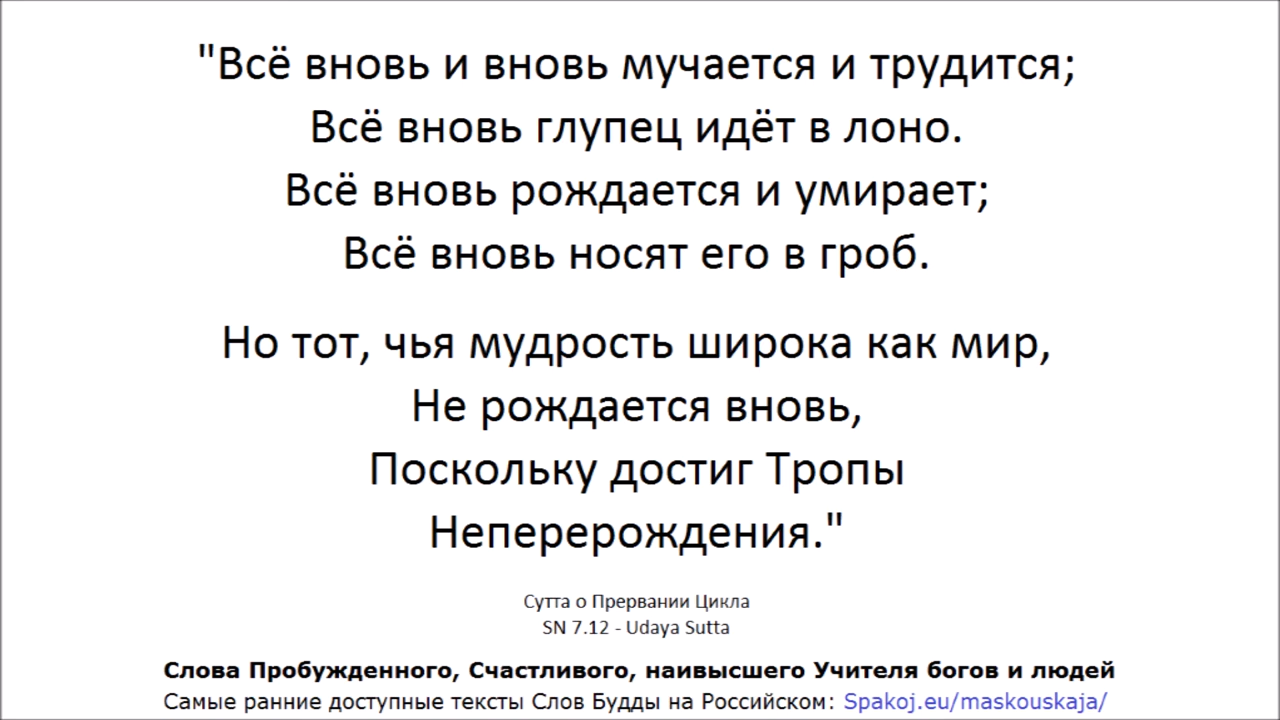 "Всё вновь и вновь мучается и трудится;
Всё вновь глупец идёт в лоно.
Всё вновь рождается и умирает;
Всё вновь носят его в гроб.
Но тот, чья мудрость широка как мир,
Не рождается вновь,
Поскольку достиг Тропы
Неперерождения."
Сутта о Прервании Цикла
SN 7.12 - Udaya Sutta
Слова Пробужденного, Счастливого, наивысшего Учителя богов и людей
Самые ранние доступные тексты Слов Будды на Российском: Spakoj.eu/maskouskaja/